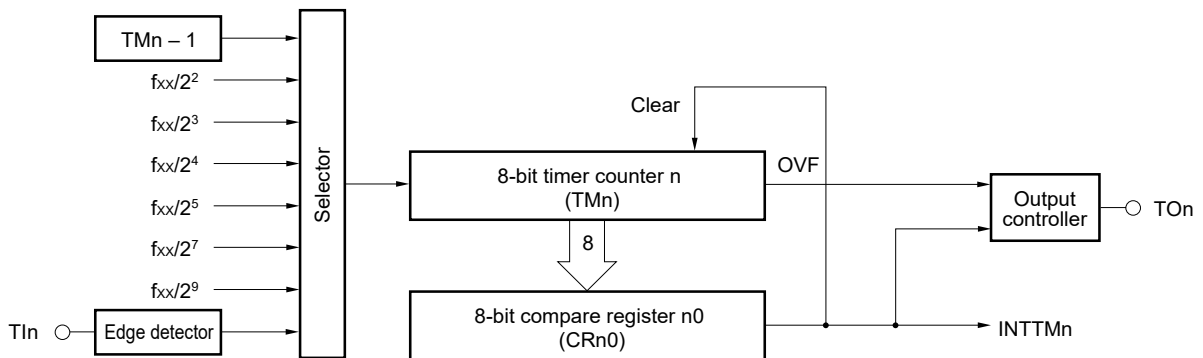 TMn – 1
fxx/2²
fxx/2³
fxx/2⁴
fxx/2⁵
fxx/2⁷
fxx/2⁹
TIn
Edge detector
Selector
Clear
8-bit timer counter n
(TMn)
OVF
8
8-bit compare register n0
(CRn0)
Output
controller
TOn
INTTMn